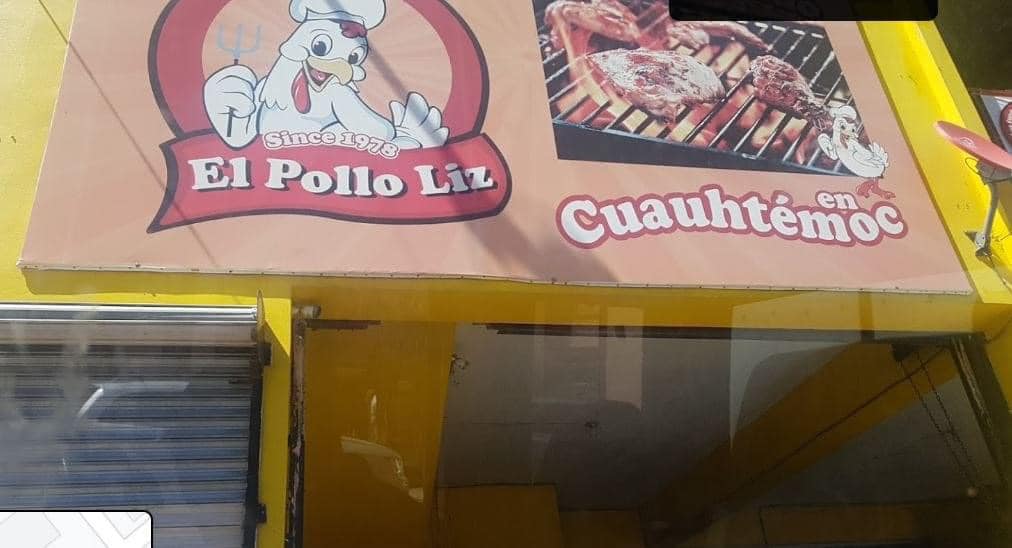 Since 1978
El Pollo Liz
en
Cuauhtémoc